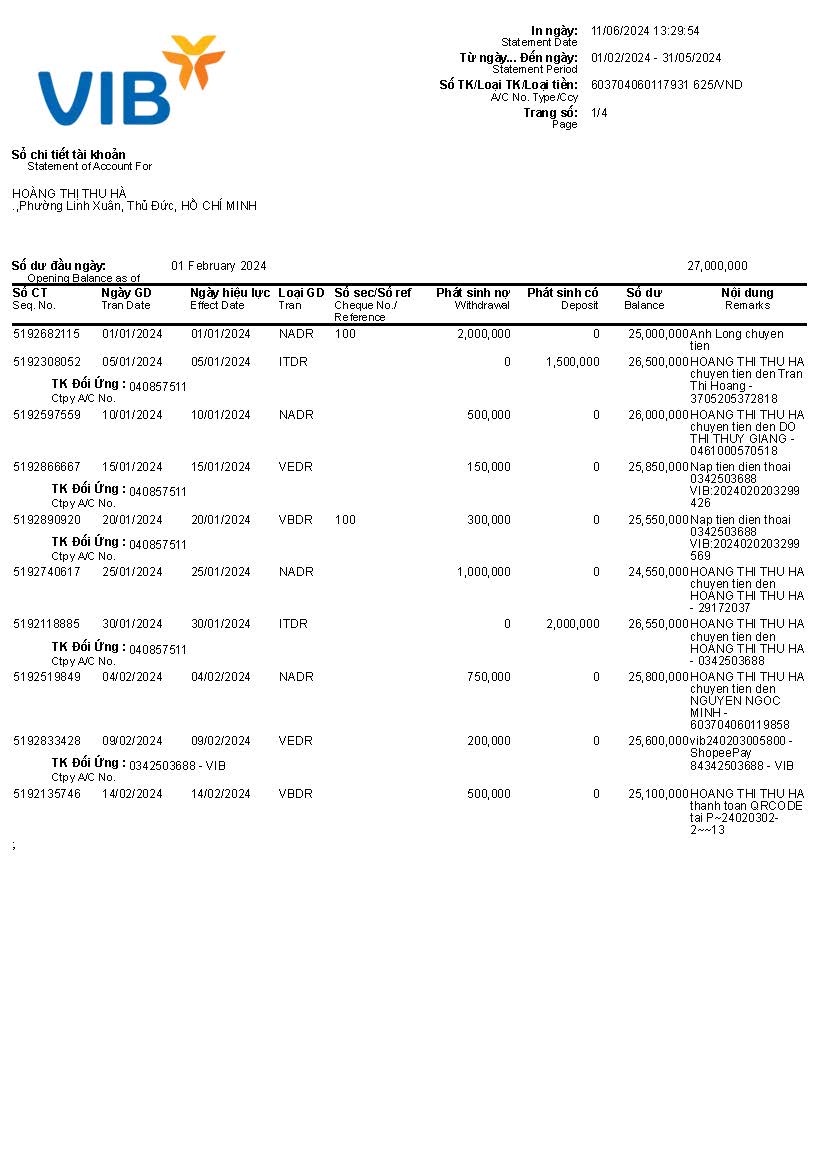 VIB
In ngày: 11/06/2024 13:29:54
Statement Date
Từ ngày... Đến ngày: 01/02/2024 - 31/05/2024
Statement Period
Số TK/Loại TK/Loại tiền: 603704060117931 625/VND
A/C No. Type/Ccy
Trang số: 1/4
Page
Sổ chi tiết tài khoản
Statement of Account For
HOÀNG THỊ THU HÀ
.,Phường Linh Xuân, Thủ Đức, HỒ CHÍ MINH
Số dư đầu ngày: 01 February 2024 27,000,000
Opening Balance as of
Số CT Ngày GD Ngày hiệu lực Loại GD Số sec/Số ref Phát sinh nợ Phát sinh có Số dư Nội dung
Seq. No. Tran Date Effect Date Tran Cheque No./ Withdrawal Deposit Balance Remarks
Reference
5192682115 01/01/2024 01/01/2024 NADR 100 2,000,000 0 25,000,000 Anh Long chuyen
tien
5192308052 05/01/2024 05/01/2024 ITDR 0 1,500,000 26,500,000 HOANG THI THU HA
chuyen tien den Tran
TK Đối Ứng : 040857511 Thi Hoang -
Ctpy A/C No. 3705205372818
5192597559 10/01/2024 10/01/2024 NADR 500,000 0 26,000,000 HOANG THI THU HA
chuyen tien den DO
THI THUY GIANG -
0461000570518
5192866667 15/01/2024 15/01/2024 VEDR 150,000 0 25,850,000 Nap tien dien thoai
0342503688
TK Đối Ứng : 040857511 VIB:2024020203299
Ctpy A/C No. 426
5192890920 20/01/2024 20/01/2024 VBDR 100 300,000 0 25,550,000 Nap tien dien thoai
0342503688
TK Đối Ứng : 040857511 VIB:2024020203299
Ctpy A/C No. 569
5192740617 25/01/2024 25/01/2024 NADR 1,000,000 0 24,550,000 HOANG THI THU HA
chuyen tien den
HOANG THI THU HA
- 29172037
5192118885 30/01/2024 30/01/2024 ITDR 0 2,000,000 26,550,000 HOANG THI THU HA
chuyen tien den
TK Đối Ứng : 040857511 HOANG THI THU HA
Ctpy A/C No. - 0342503688
5192519849 04/02/2024 04/02/2024 NADR 750,000 0 25,800,000 HOANG THI THU HA
chuyen tien den
NGUYEN NGOC
MINH -
603704060119858
5192833428 09/02/2024 09/02/2024 VEDR 200,000 0 25,600,000 vib240203005800 -
ShopeePay
TK Đối Ứng : 0342503688 - VIB 84342503688 - VIB
Ctpy A/C No.
5192135746 14/02/2024 14/02/2024 VBDR 500,000 0 25,100,000 HOANG THI THU HA
thanh toan QRCODE
tai P~24020302-
2~~13
;